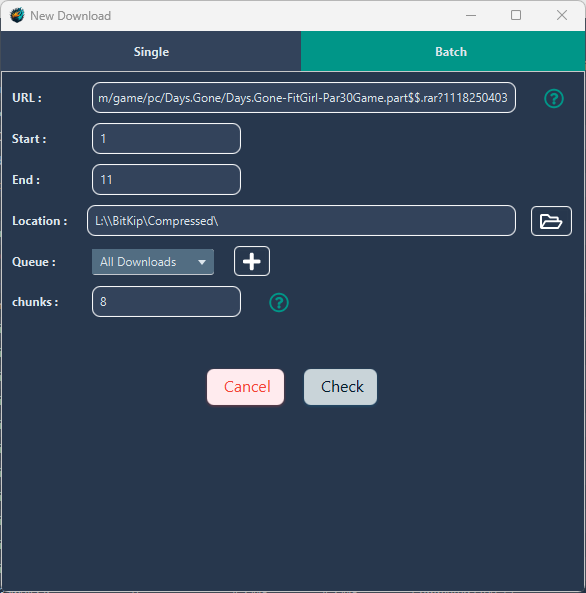 New Download
Single Batch
URL : m/game/pc/Days.Gone/Days.Gone-FitGirl-Par30Game.part$$.rar?1118250403 ?
Start : 1
End : 11
Location : L:\\BitKip\Compressed\
Queue : All Downloads
chunks : 8 ?
Cancel Check